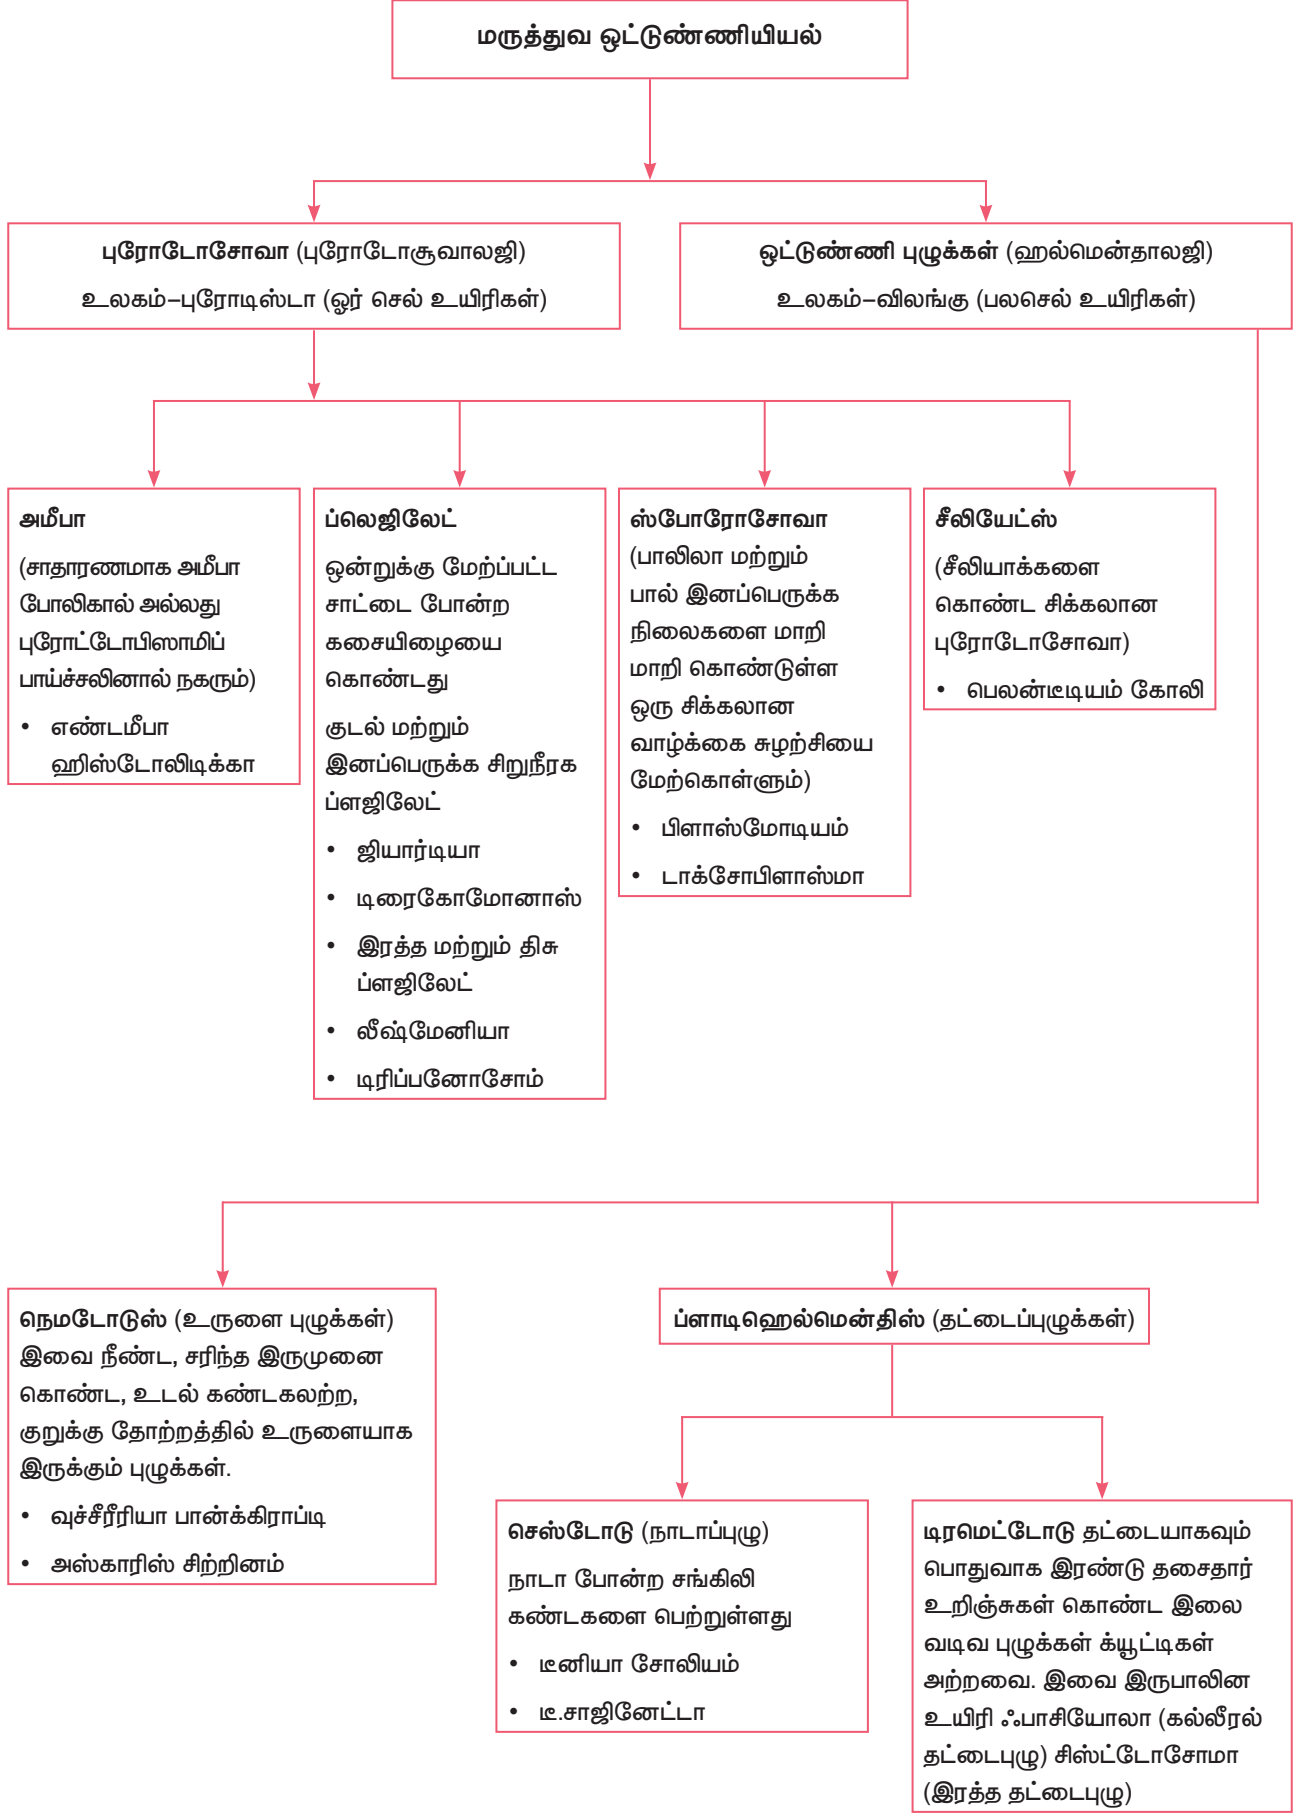 மருத்துவ ஒட்டுண்ணியியல்
புரோடோசோவா (புரோடோசூவாலஜி)
உலகம்–புரோடிஸ்டா (ஓர் செல் உயிரிகள்)
ஒட்டுண்ணி புழுக்கள் (ஹல்மென்தாலஜி)
உலகம்–விலங்கு (பலசெல் உயிரிகள்)
அமீபா
(சாதாரணமாக அமீபா
போலிகால் அல்லது
புரோட்டோபிஸாமிப்
பாய்ச்சலினால் நகரும்)
• எண்டமீபா
ஹிஸ்டோலிடிக்கா
ப்லெஜிலேட்
ஒன்றுக்கு மேற்ப்பட்ட
சாட்டை போன்ற
கசையிழையை
கொண்டது
குடல் மற்றும்
இனப்பெருக்க சிறுநீரக
ப்ளஜிலேட்
• ஜியார்டியா
• டிரைகோமோனாஸ்
• இரத்த மற்றும் திசு
ப்ளஜிலேட்
• லீஷ்மேனியா
• டிரிப்பனோசோம்
ஸ்போரோசோவா
(பாலிலா மற்றும்
பால் இனப்பெருக்க
நிலைகளை மாறி
மாறி கொண்டுள்ள
ஒரு சிக்கலான
வாழ்க்கை சுழற்சியை
மேற்கொள்ளும்)
• பிளாஸ்மோடியம்
• டாக்சோபிளாஸ்மா
சீலியேட்ஸ்
(சீலியாக்களை
கொண்ட சிக்கலான
புரோடோசோவா)
• பெலன்டீடியம் கோலி
நெமடோடுஸ் (உருளை புழுக்கள்)
இவை நீண்ட, சரிந்த இருமுனை
கொண்ட, உடல் கண்டகலற்ற,
குறுக்கு தோற்றத்தில் உருளையாக
இருக்கும் புழுக்கள்.
• வுச்சீரீரியா பான்க்கிராப்டி
• அஸ்காரிஸ் சிற்றினம்
ப்ளாடிஹெல்மென்திஸ் (தட்டைப்புழுக்கள்)
செஸ்டோடு (நாடாப்புழு)
நாடா போன்ற சங்கிலி
கண்டகளை பெற்றுள்ளது
• டீனியா சோலியம்
• டீ.சாஜினேட்டா
டிரமெட்டோடு தட்டையாகவும்
பொதுவாக இரண்டு தசைதார்
உறிஞ்சுகள் கொண்ட இலை
வடிவ புழுக்கள் க்யூட்டிகள்
அற்றவை. இவை இருபாலின
உயிரி ஃபாசியோலா (கல்லீரல்
தட்டைபுழு) சிஸ்ட்டோசோமா
(இரத்த தட்டைபுழு)